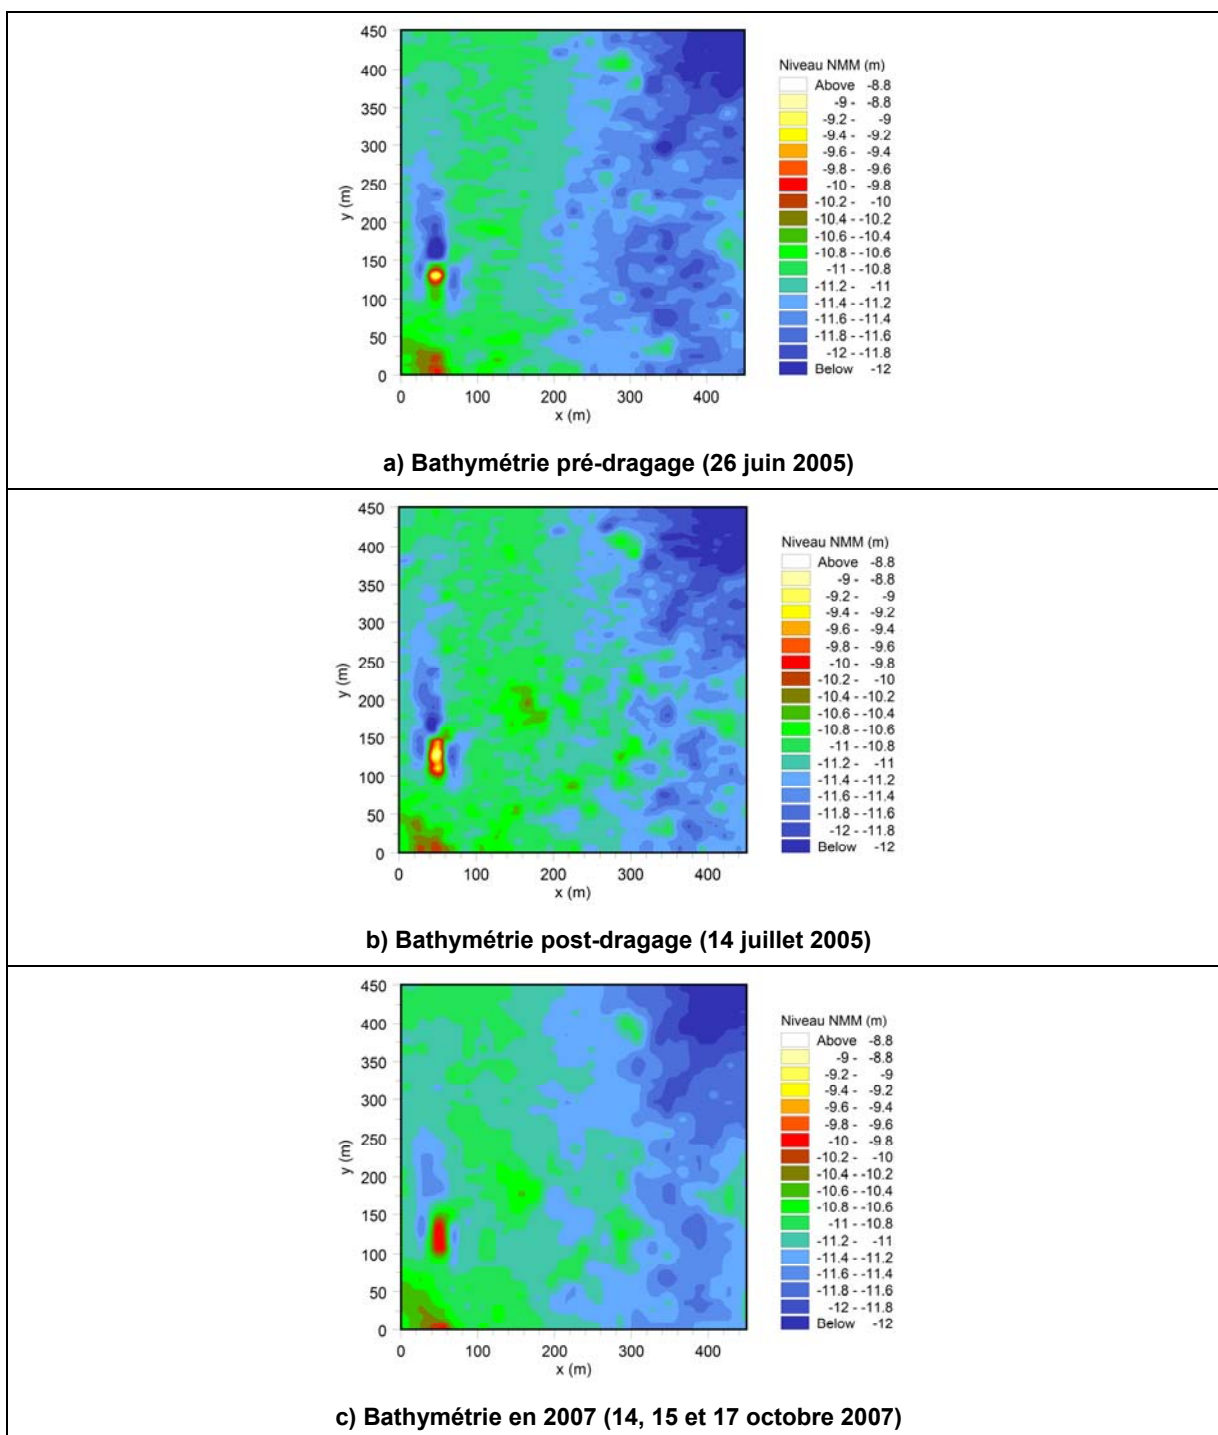 450
400
350
300
250
200
150
100
50
0
y (m)
0 100 200 300 400
x (m)
Niveau NMM (m)
Above -8.8
-9 - -8.8
-9.2 - -9
-9.4 - -9.2
-9.6 - -9.4
-9.8 - -9.6
-10 - -9.8
-10.2 - -10
-10.4 - -10.2
-10.6 - -10.4
-10.8 - -10.6
-11 - -10.8
-11.2 - -11
-11.4 - -11.2
-11.6 - -11.4
-11.8 - -11.6
-12 - -11.8
Below -12
a) Bathymétrie pré-dragage (26 juin 2005)
450
400
350
300
250
200
150
100
50
0
y (m)
0 100 200 300 400
x (m)
Niveau NMM (m)
Above -8.8
-9 - -8.8
-9.2 - -9
-9.4 - -9.2
-9.6 - -9.4
-9.8 - -9.6
-10 - -9.8
-10.2 - -10
-10.4 - -10.2
-10.6 - -10.4
-10.8 - -10.6
-11 - -10.8
-11.2 - -11
-11.4 - -11.2
-11.6 - -11.4
-11.8 - -11.6
-12 - -11.8
Below -12
b) Bathymétrie post-dragage (14 juillet 2005)
450
400
350
300
250
200
150
100
50
0
y (m)
0 100 200 300 400
x (m)
Niveau NMM (m)
Above -8.8
-9 - -8.8
-9.2 - -9
-9.4 - -9.2
-9.6 - -9.4
-9.8 - -9.6
-10 - -9.8
-10.2 - -10
-10.4 - -10.2
-10.6 - -10.4
-10.8 - -10.6
-11 - -10.8
-11.2 - -11
-11.4 - -11.2
-11.6 - -11.4
-11.8 - -11.6
-12 - -11.8
Below -12
c) Bathymétrie en 2007 (14, 15 et 17 octobre 2007)